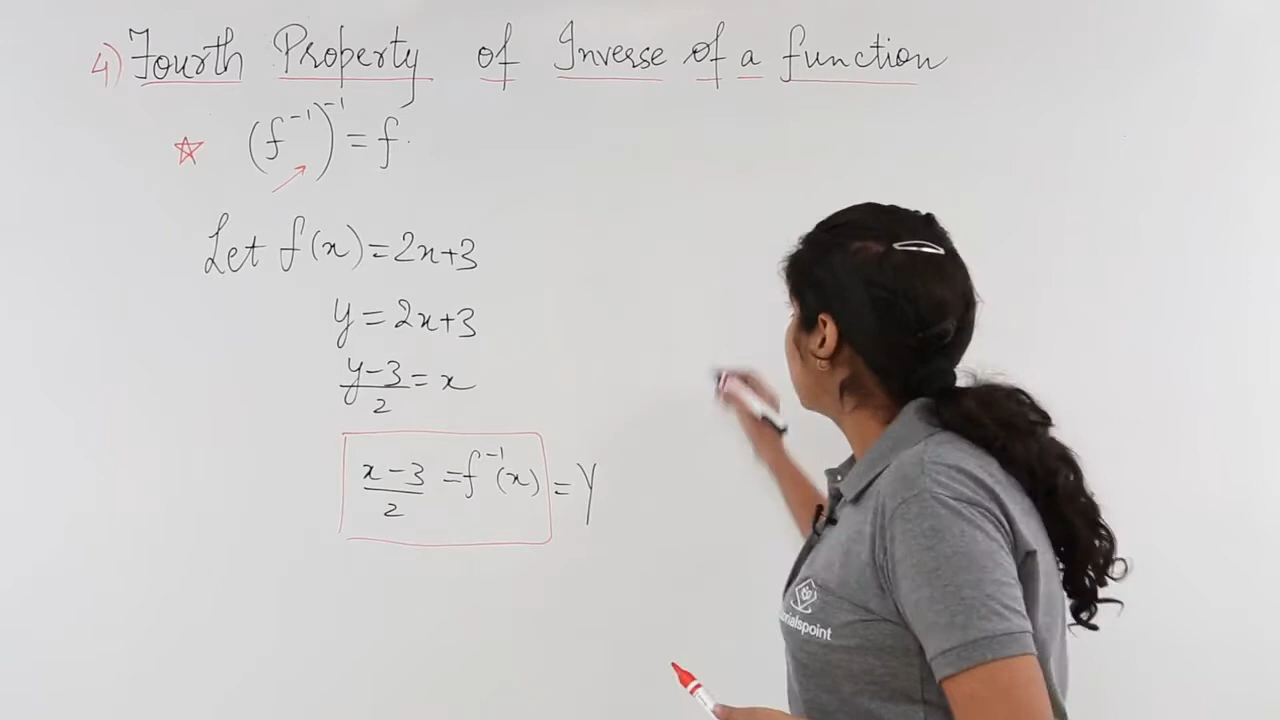 4) Fourth Property of Inverse of a function
☆ (f⁻¹)⁻¹ = f.
Let f(x) = 2x+3
y = 2x+3
y-3/2 = x
x-3/2 = f⁻¹(x) = Y
rialspoint